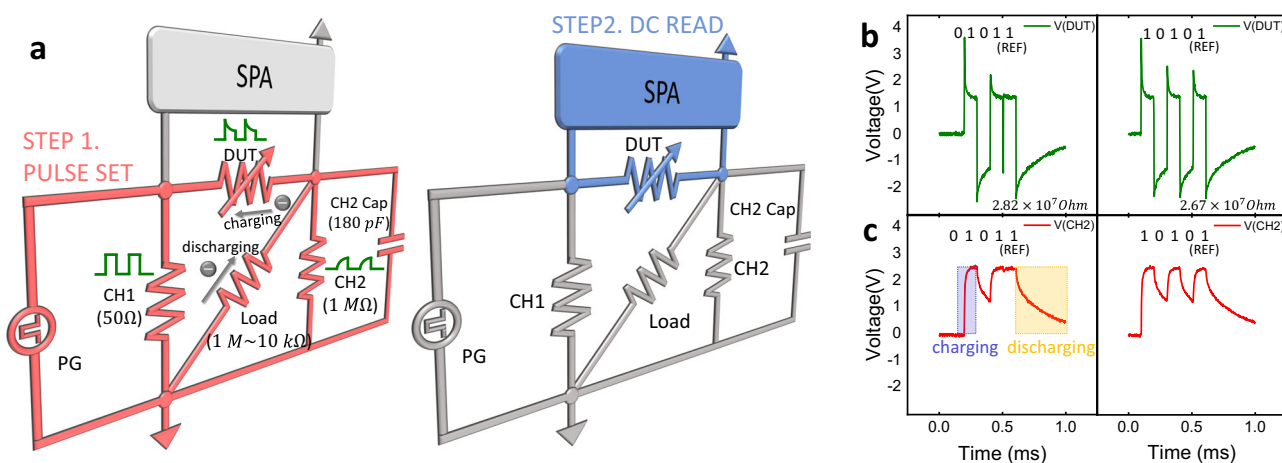 a
SPA
STEP 1.
PULSE SET
DUT
charging
discharging
CH1
(50Ω)
Load
(1 M~10 kΩ)
CH2
(1 MΩ)
CH2 Cap
(180 pF)
PG
STEP2. DC READ
SPA
DUT
CH1
Load
CH2
CH2 Cap
b
Voltage(V)
4
3
2
1
0
-1
-2
V(DUT)
0 1 0 1 1
(REF)
2.82 × 10⁷Ohm
V(DUT)
1 0 1 0 1
(REF)
2.67 × 10⁷Ohm
c
Voltage(V)
4
3
2
1
0
-1
-2
V(CH2)
0 1 0 1 1
(REF)
charging
discharging
V(CH2)
1 0 1 0 1
(REF)
0.0 0.5 1.0
Time (ms)
0.0 0.5 1.0
Time (ms)